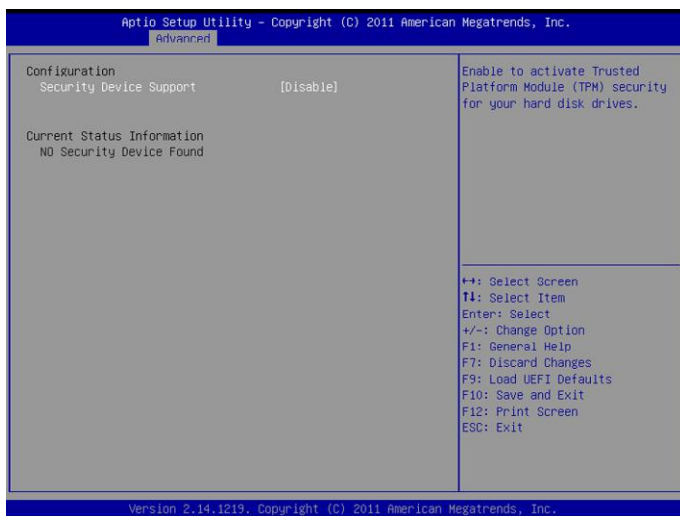 Aptio Setup Utility - Copyright (C) 2011 American Megatrends, Inc.
Advanced
Configuration
Security Device Support [Disable]
Current Status Information
NO Security Device Found
Enable to activate Trusted
Platform Module (TPM) security
for your hard disk drives.
↔: Select Screen
↑↓: Select Item
Enter: Select
+/-: Change Option
F1: General Help
F7: Discard Changes
F9: Load UEFI Defaults
F10: Save and Exit
F12: Print Screen
ESC: Exit
Version 2.14.1219. Copyright (C) 2011 American Megatrends, Inc.